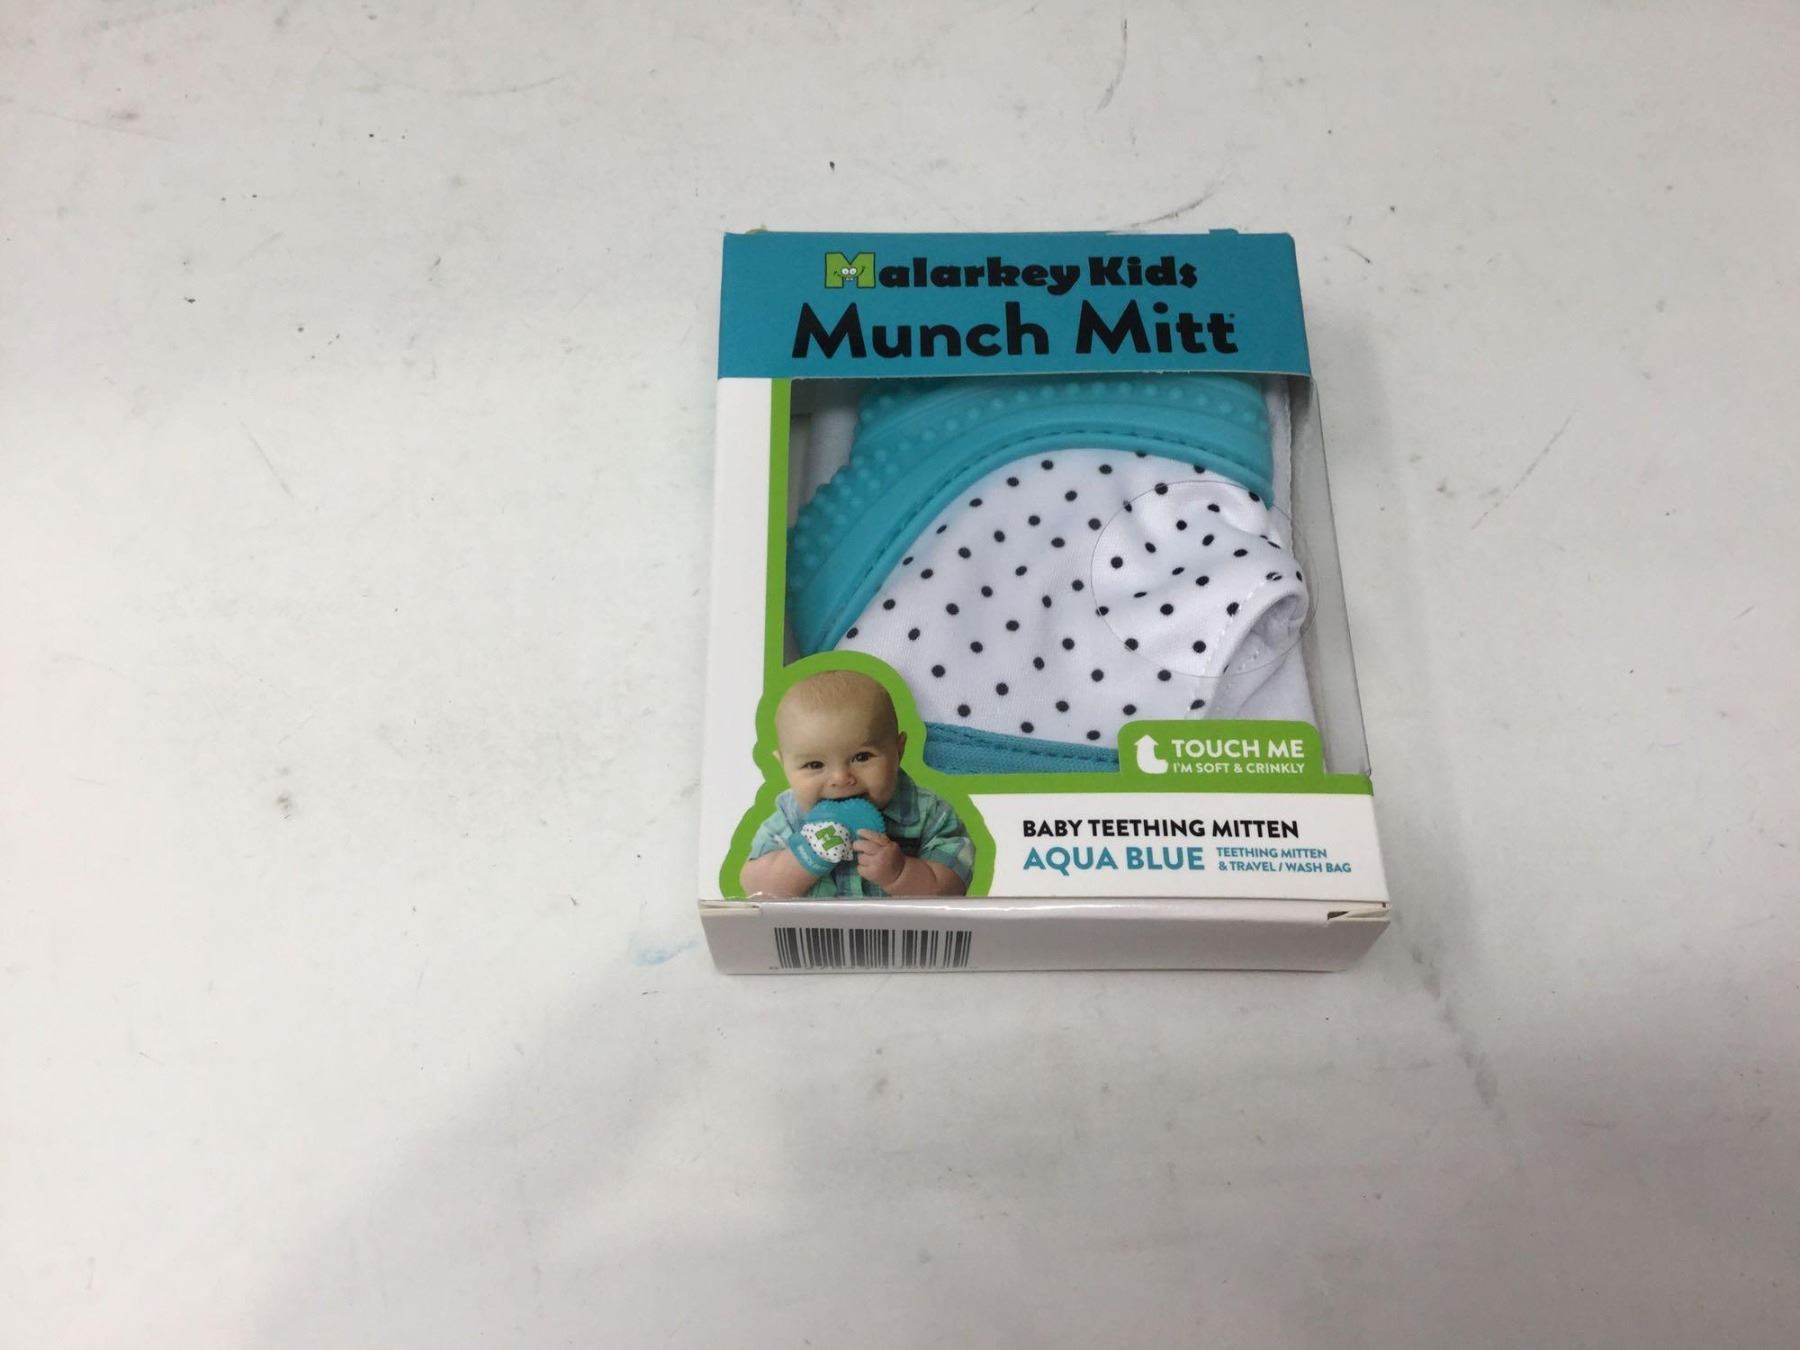 Malarkey Kids
Munch Mitt
TOUCH ME
I'M SOFT & CRINKLY
BABY TEETHING MITTEN
AQUA BLUE
TEETHING MITTEN
& TRAVEL / WASH BAG